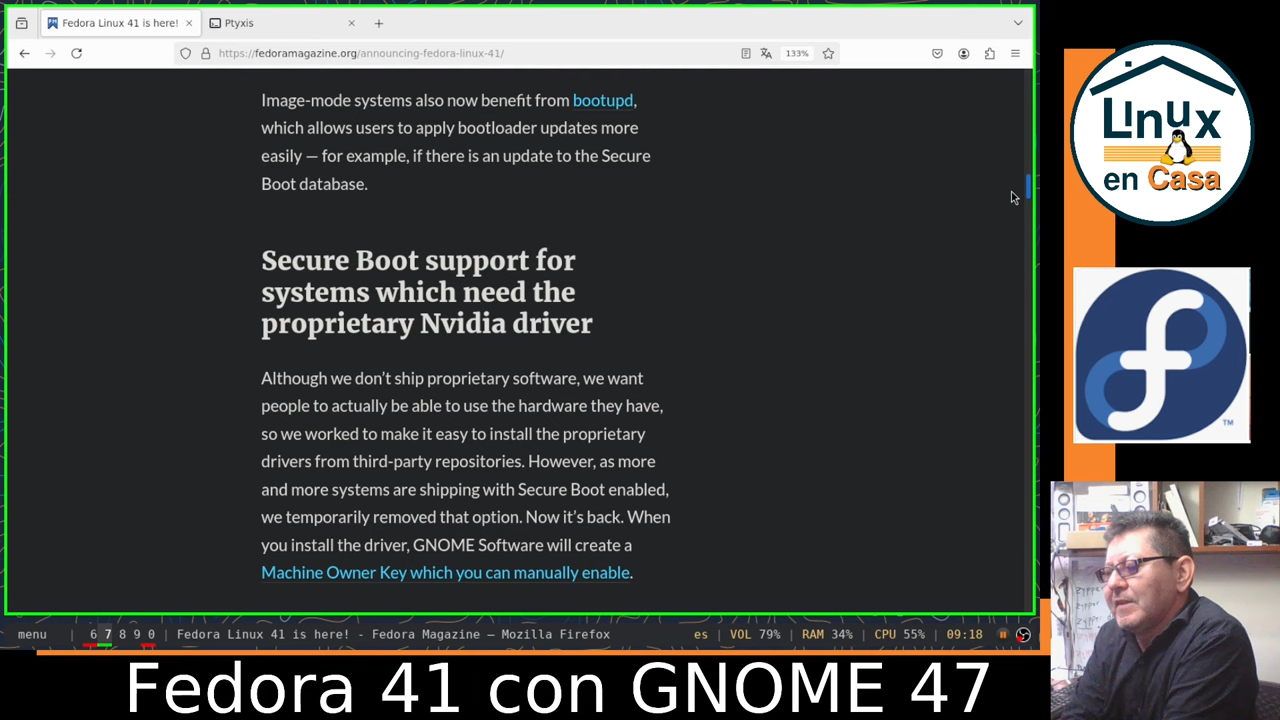 Fedora Linux 41 is here!
Ptyxis
https://fedoramagazine.org/announcing-fedora-linux-41/
133%
Image-mode systems also now benefit from bootupd,
which allows users to apply bootloader updates more
easily — for example, if there is an update to the Secure
Boot database.
Secure Boot support for
systems which need the
proprietary Nvidia driver
Although we don’t ship proprietary software, we want
people to actually be able to use the hardware they have,
so we worked to make it easy to install the proprietary
drivers from third-party repositories. However, as more
and more systems are shipping with Secure Boot enabled,
we temporarily removed that option. Now it’s back. When
you install the driver, GNOME Software will create a
Machine Owner Key which you can manually enable.
menu | 6 7 8 9 0 | Fedora Linux 41 is here! - Fedora Magazine — Mozilla Firefox
es | VOL 79% | RAM 34% | CPU 55% | 09:18
Linux
en Casa
TM
zypper
Fedora 41 con GNOME 47